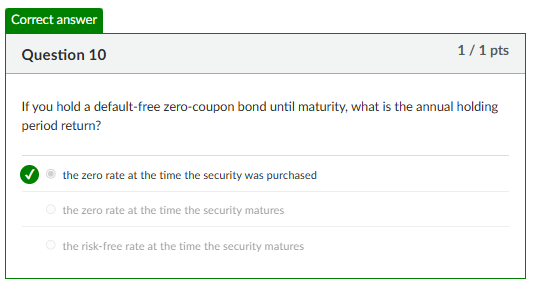 Correct answer
Question 10
1 / 1 pts
If you hold a default-free zero-coupon bond until maturity, what is the annual holding
period return?
the zero rate at the time the security was purchased
the zero rate at the time the security matures
the risk-free rate at the time the security matures